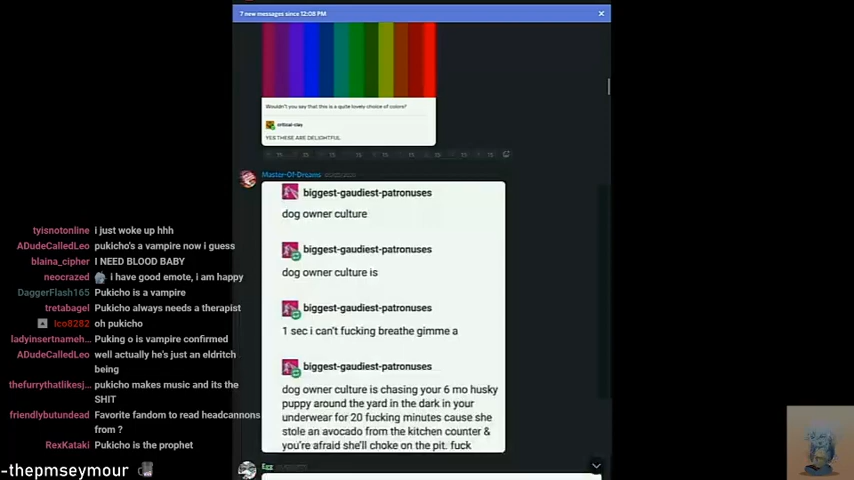 7 new messages since 12:08 PM
Wouldn't you say that this is a quite lovely choice of colors?
critical-clay
YES THESE ARE DELIGHTFUL
Master-Of-Dreams
biggest-gaudiest-patronuses
dog owner culture
biggest-gaudiest-patronuses
dog owner culture is
biggest-gaudiest-patronuses
1 sec i can't fucking breathe gimme a
biggest-gaudiest-patronuses
dog owner culture is chasing your 6 mo husky
puppy around the yard in the dark in your
underwear for 20 fucking minutes cause she
stole an avocado from the kitchen counter &
you're afraid she'll choke on the pit. fuck
Egg
tyisnotonline i just woke up hhh
ADudeCalledLeo pukicho's a vampire now i guess
blaina_cipher I NEED BLOOD BABY
neocrazed i have good emote, i am happy
DaggerFlash165 Pukicho is a vampire
tretabagel Pukicho always needs a therapist
Ico8282 oh pukicho
ladyinsertnameh... Puking o is vampire confirmed
ADudeCalledLeo well actually he's just an eldritch
being
thefurrythatlikesj... pukicho makes music and its the
SHIT
friendlybutundead Favorite fandom to read headcannons
from ?
RexKataki Pukicho is the prophet
-thepmseymour